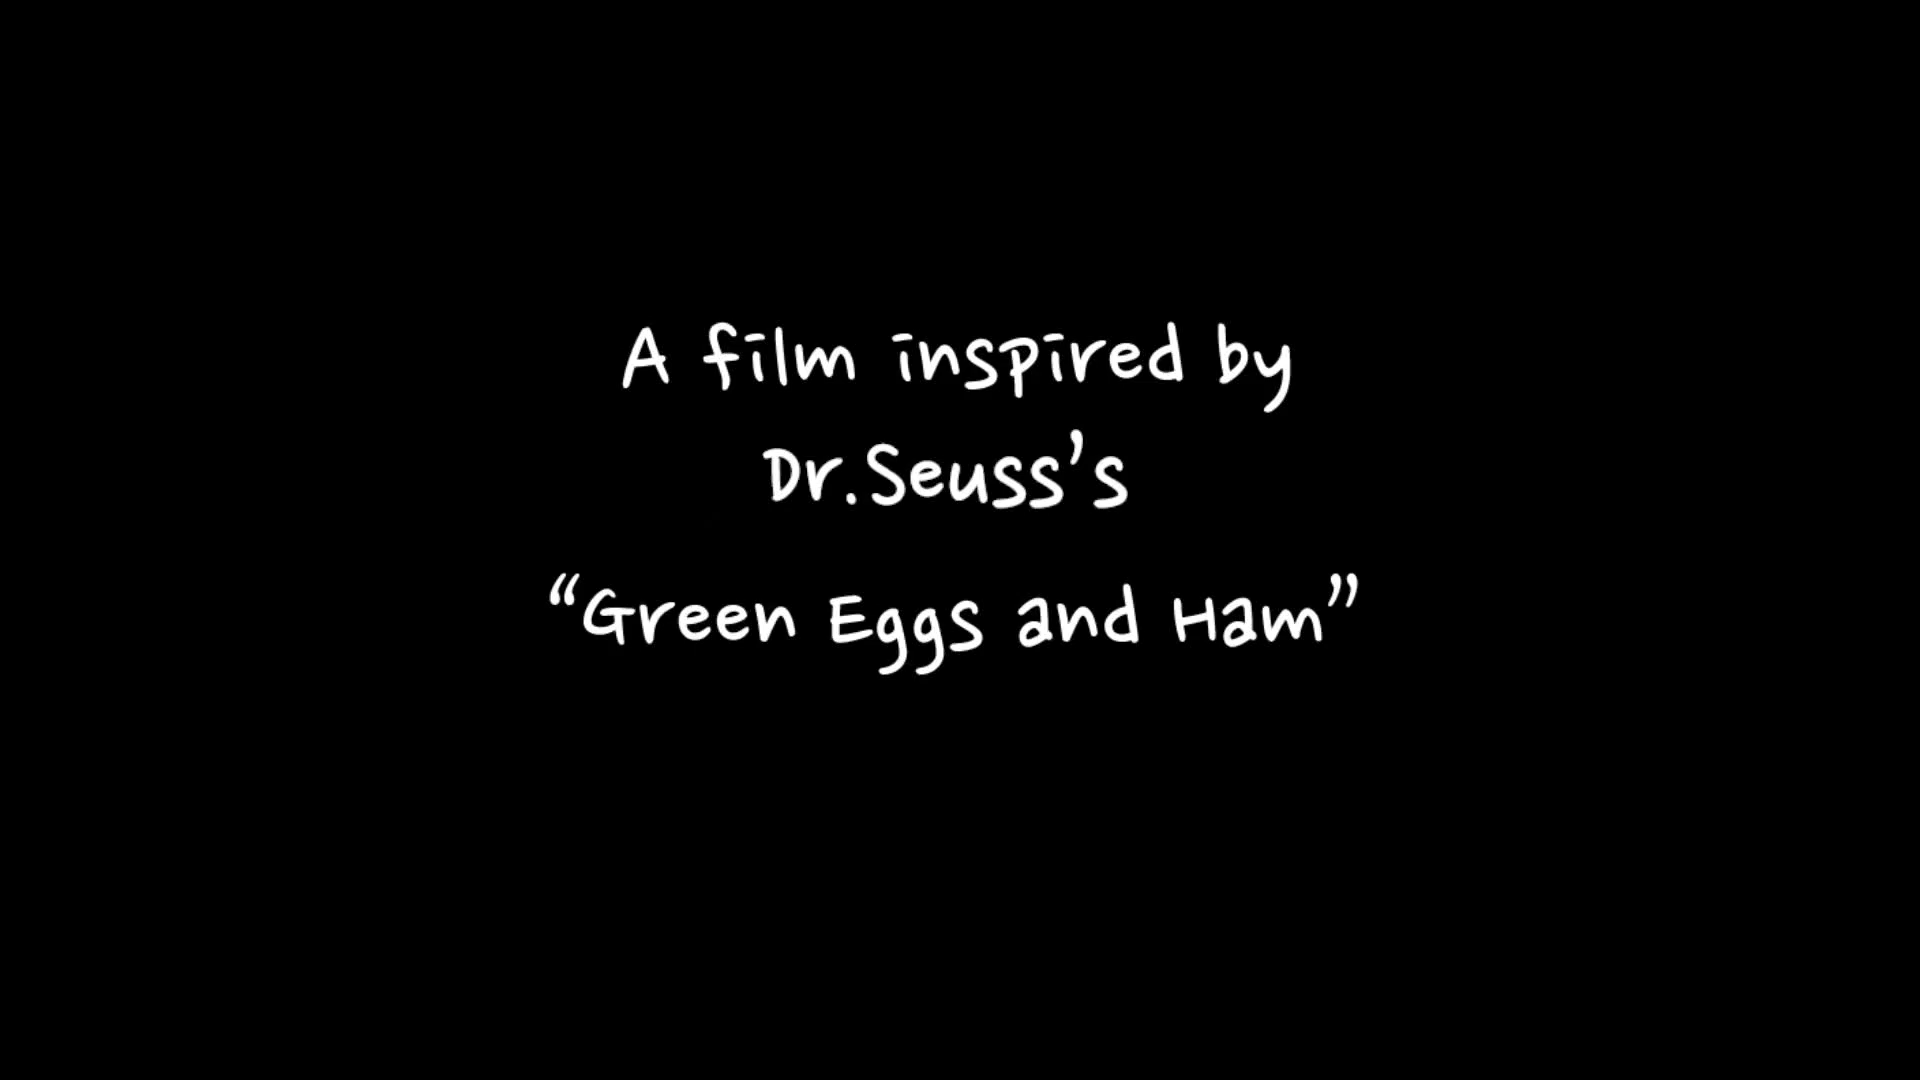 A film inspired by
Dr.Seuss’s
“Green Eggs and Ham”